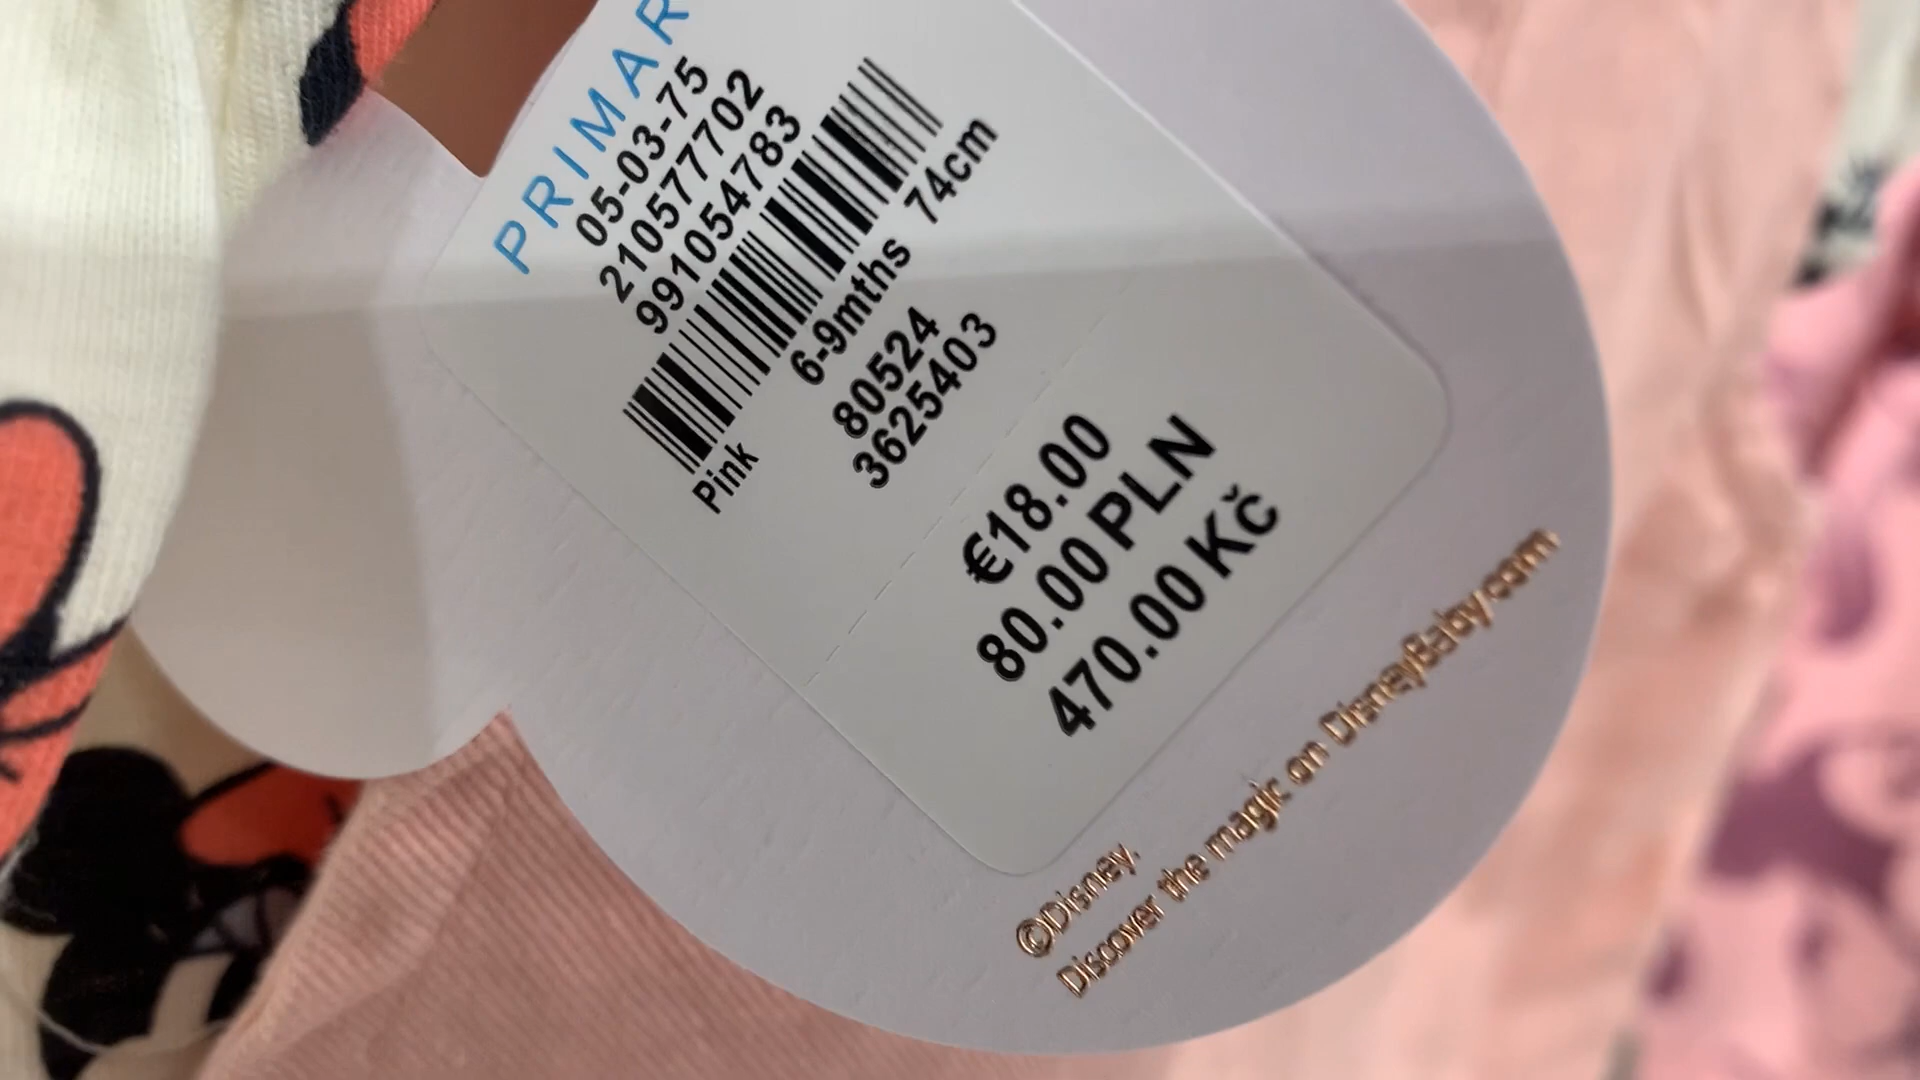 PRIMAR
05-03-75
210577702
991054783
Pink 6-9mths 74cm
80524
3625403
€18.00
80.00 PLN
470.00 Kč
©Disney.
Discover the magic on DisneyBaby.com